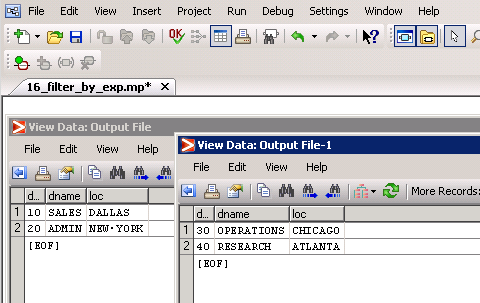 File Edit View Insert Project Run Debug Settings Window Help
16_filter_by_exp.mp*
View Data: Output File
File Edit View Help
d... dname loc
1 10 SALES DALLAS
2 20 ADMIN NEW·YORK
[EOF]
View Data: Output File-1
File Edit View Help
More Records:
d... dname loc
1 30 OPERATIONS CHICAGO
2 40 RESEARCH ATLANTA
[EOF]